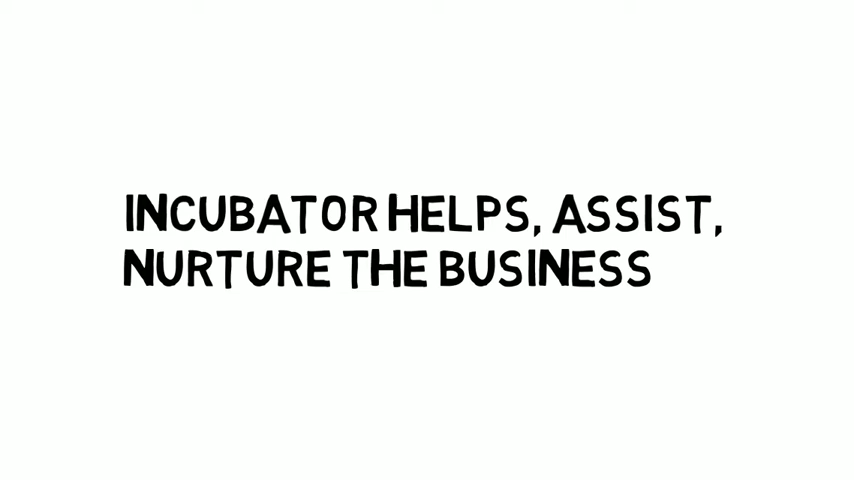 INCUBATOR HELPS, ASSIST,
NURTURE THE BUSINESS